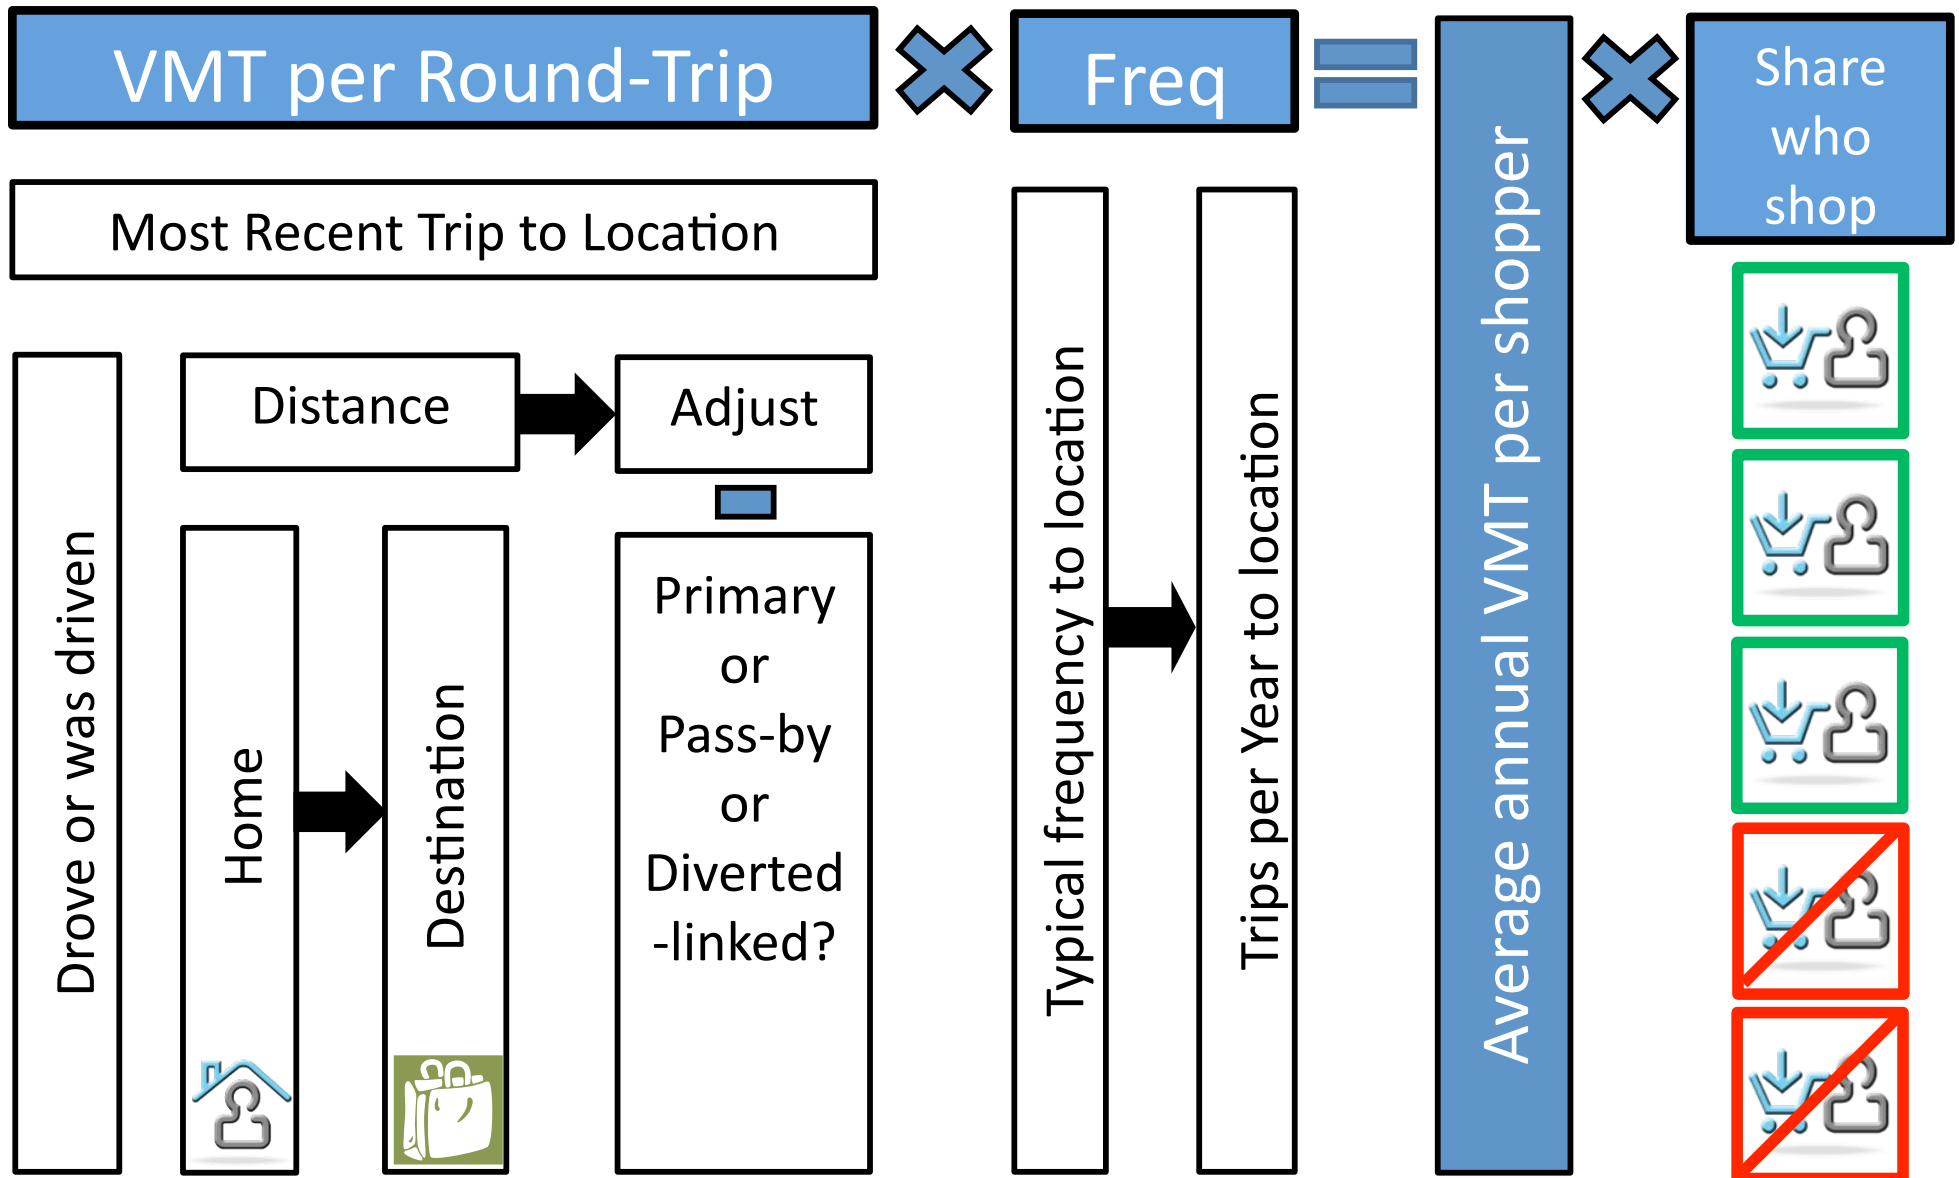 VMT per Round-Trip
Freq
Share
who
shop
Most Recent Trip to Location
Drove or was driven
Distance
Adjust
Home
Destination
Primary
or
Pass-by
or
Diverted
-linked?
Typical frequency to location
Trips per Year to location
Average annual VMT per shopper